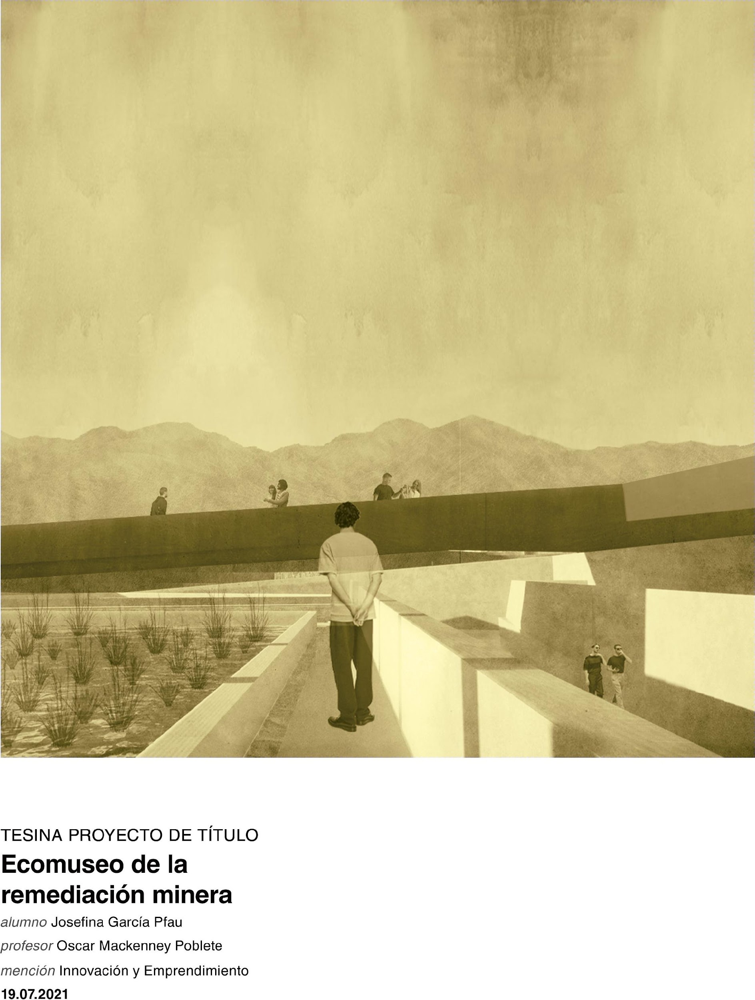 TESINA PROYECTO DE TÍTULO
Ecomuseo de la
remediación minera
alumno Josefina García Pfau
profesor Oscar Mackenney Poblete
mención Innovación y Emprendimiento
19.07.2021